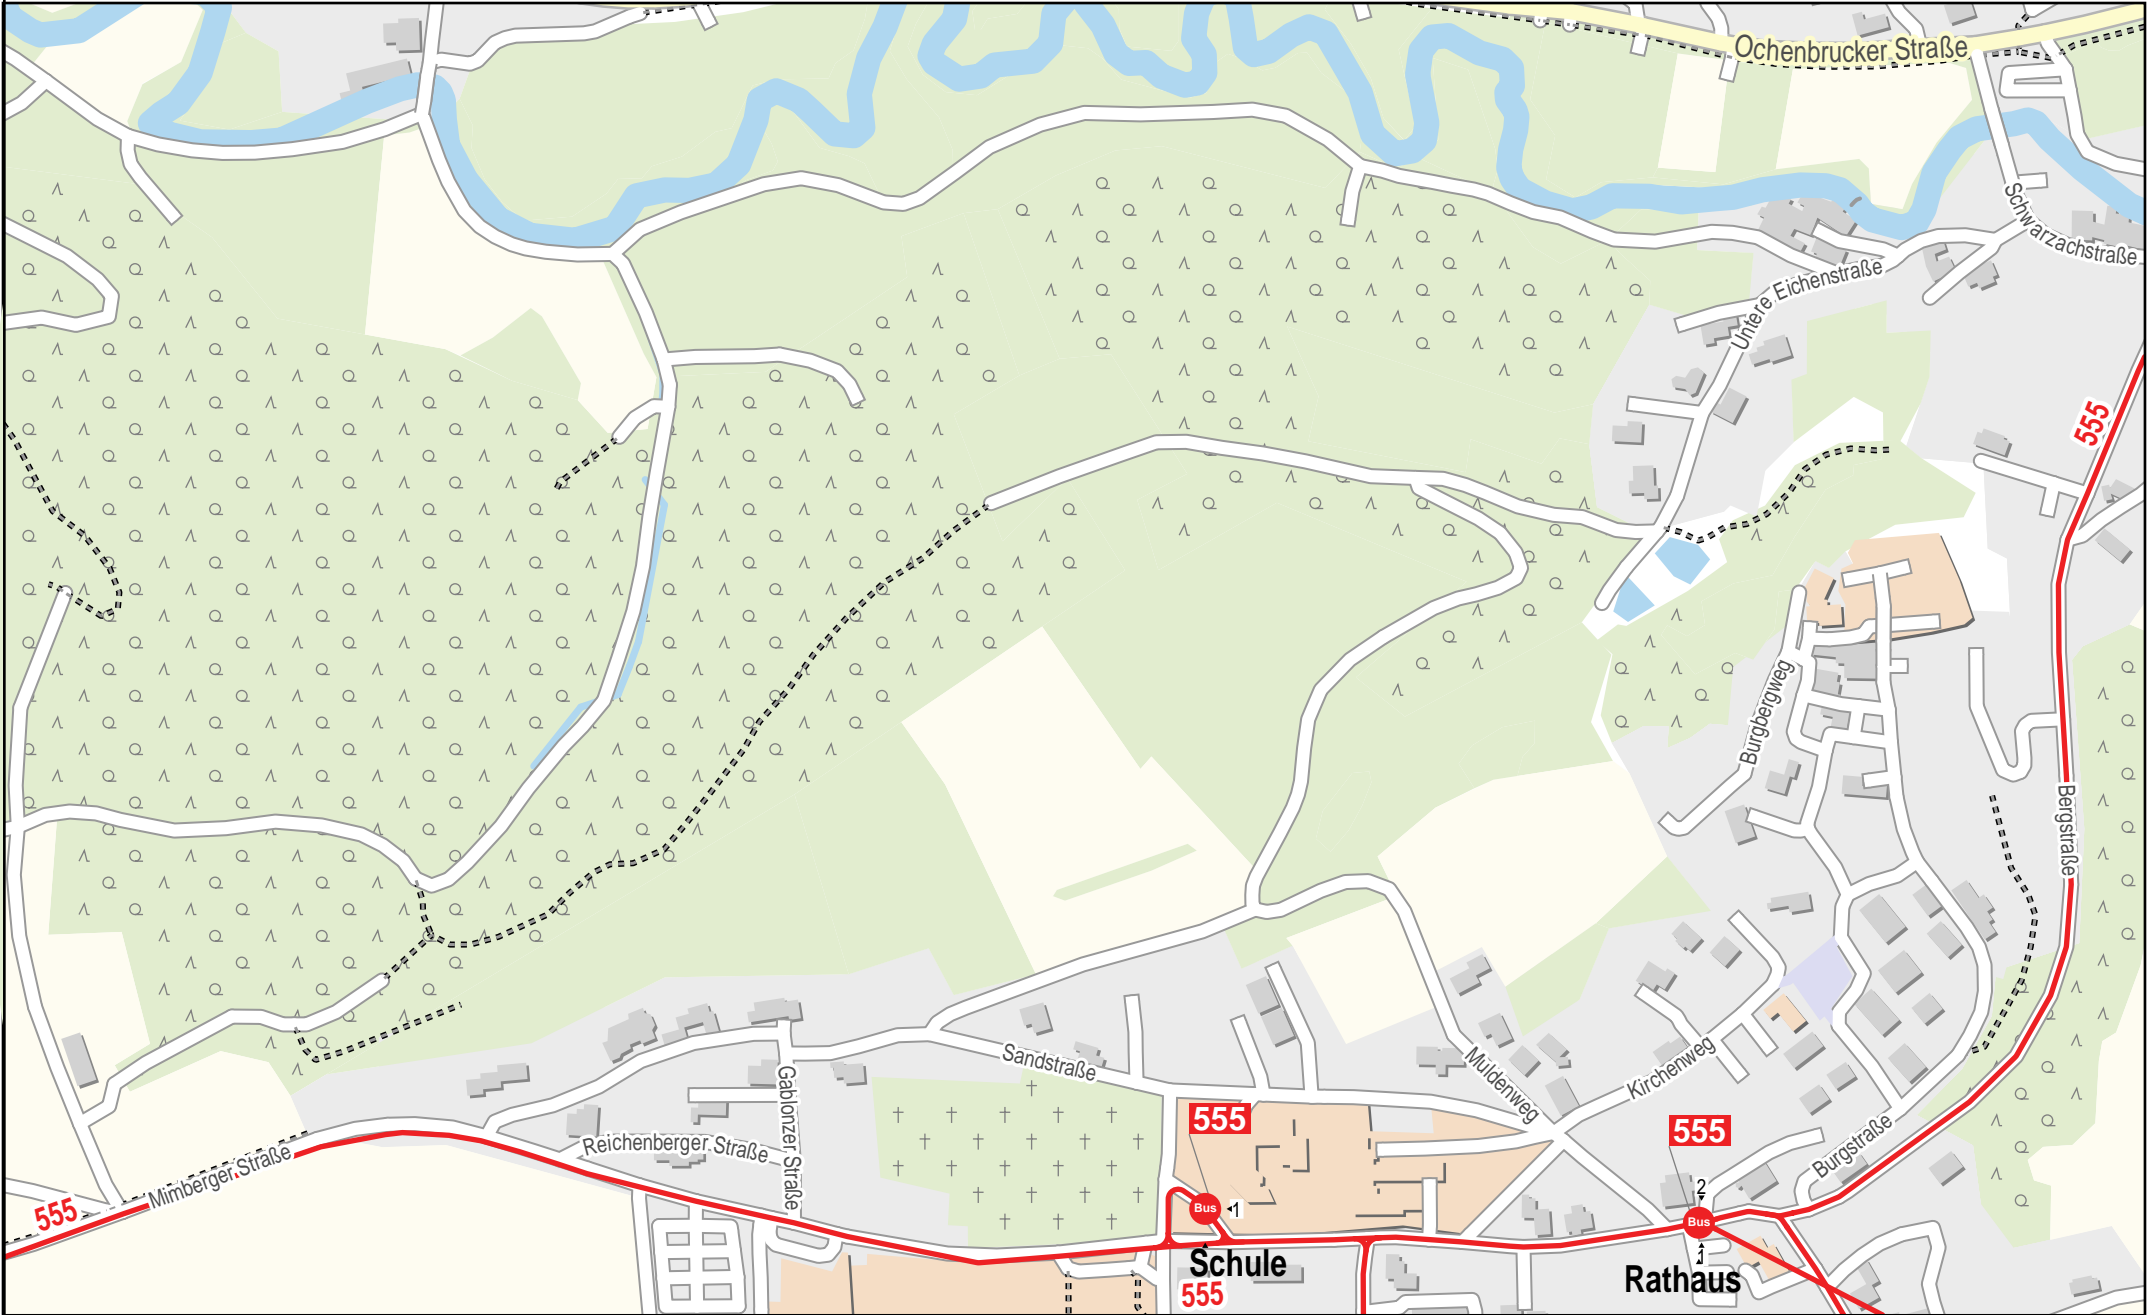 Ochenbrucker Straße
Schwarzachstraße
Untere Eichenstraße
555
Burgbergweg
Bergstraße
Sandstraße
Muldenweg
Kirchenweg
Gablonzer Straße
555
555
Reichenberger Straße
Burgstraße
Mimberger Straße
555
Bus
1
2
Bus
1
Schule
Rathaus
555